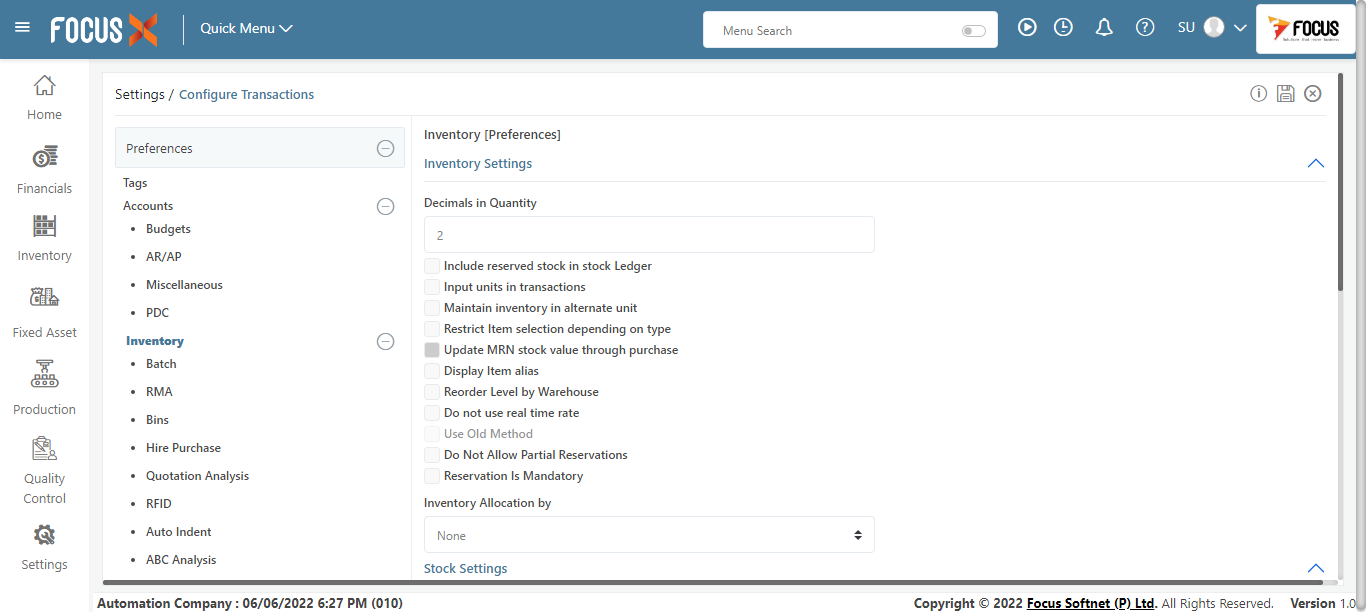 FOCUS X
Quick Menu
Menu Search
SU
FOCUS
Home
Financials
Inventory
Fixed Asset
Production
Quality
Control
Settings
Settings / Configure Transactions
Preferences
Tags
Accounts
Budgets
AR/AP
Miscellaneous
PDC
Inventory
Batch
RMA
Bins
Hire Purchase
Quotation Analysis
RFID
Auto Indent
ABC Analysis
Inventory [Preferences]
Inventory Settings
Decimals in Quantity
2
Include reserved stock in stock Ledger
Input units in transactions
Maintain inventory in alternate unit
Restrict Item selection depending on type
Update MRN stock value through purchase
Display Item alias
Reorder Level by Warehouse
Do not use real time rate
Use Old Method
Do Not Allow Partial Reservations
Reservation Is Mandatory
Inventory Allocation by
None
Stock Settings
Automation Company : 06/06/2022 6:27 PM (010)
Copyright © 2022 Focus Softnet (P) Ltd. All Rights Reserved. Version 1.0